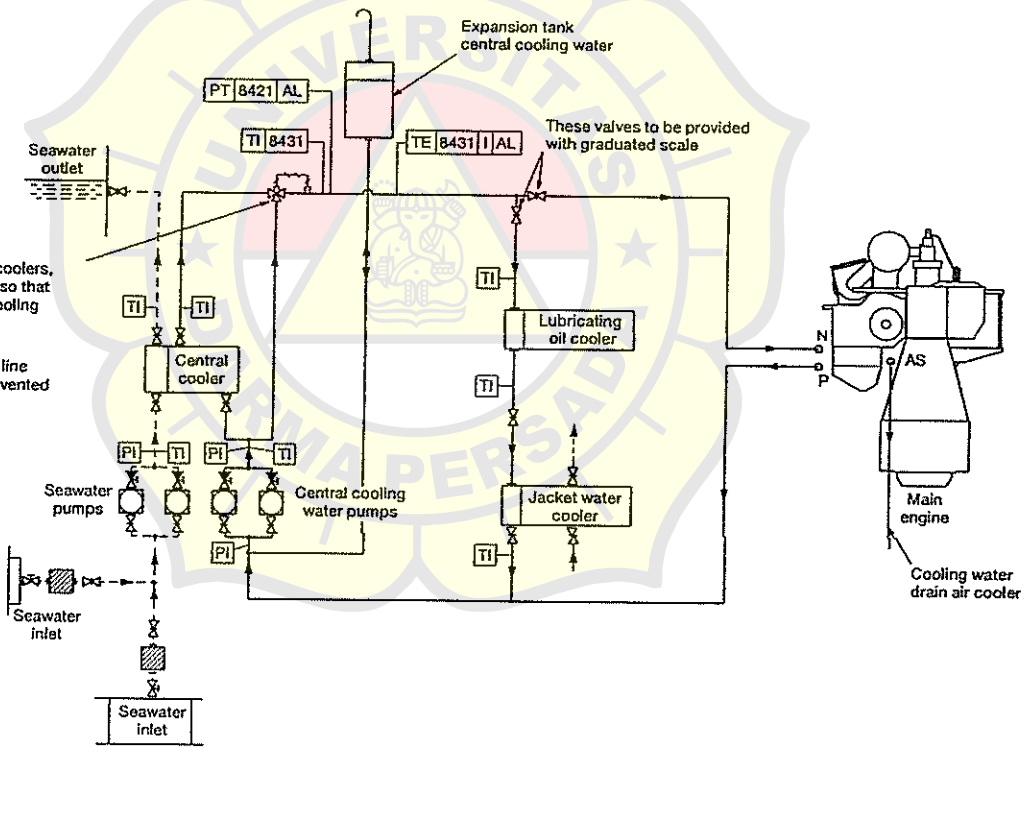 Expansion tank
central cooling water
PT 8421 AL
TI 8431
TE 8431 I AL
These valves to be provided
with graduated scale
Seawater
outlet
coolers,
so that
TI
TI
TI
Lubricating
oil cooler
line
vented
Central
cooler
TI
N
P
AS
PI
TI
PI
TI
Seawater
pumps
Central cooling
water pumps
Jacket water
cooler
PI
TI
Main
engine
Cooling water
drain air cooler
Seawater
inlet
Seawater
inlet
UNIVERSITAS
DARMA PERSADA